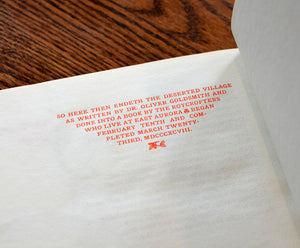 SO HERE THEN ENDETH THE DESERTED VILLAGE
AS WRITTEN BY DR. OLIVER GOLDSMITH AND
DONE INTO A BOOK BY THE ROYCROFTERS
WHO LIVE AT EAST AURORA & BEGAN
FEBRUARY TENTH AND COM-
PLETED MARCH TWENTY-
THIRD, MDCCCXCVIII.